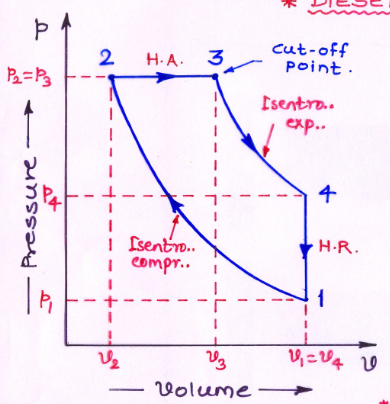 * DIESE
p
2
H.A.
3
Cut-off
point.
p₂=p₃
Isentro..
exp..
Pressure
p₄
4
Isentro..
compr..
H.R.
p₁
1
v₂
v₃
v₁=v₄
v
Volume
*